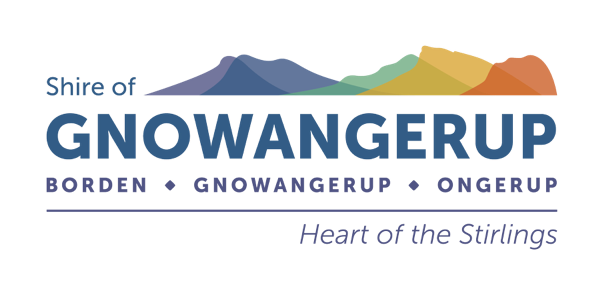 Shire of
GNOWANGERUP
BORDEN ◆ GNOWANGERUP ◆ ONGERUP
Heart of the Stirlings